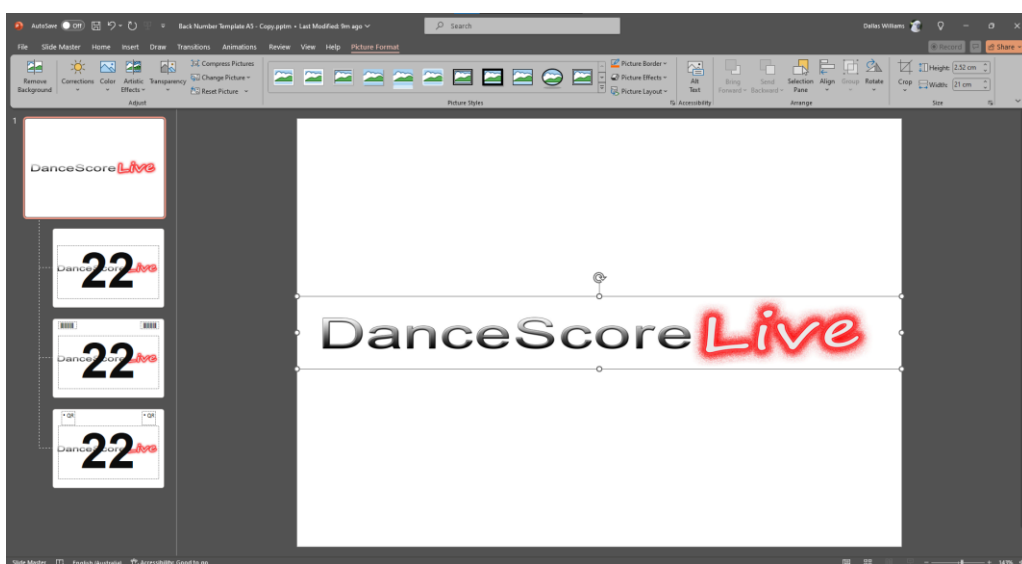 AutoSave Off Back Number Template A5 - Copy.pptm • Last Modified: 9m ago Search Dallas Williams
File Slide Master Home Insert Draw Transitions Animations Review View Help Picture Format Record Share
Remove Background Corrections Color Artistic Effects Transparency Compress Pictures Change Picture Reset Picture Picture Border Picture Effects Picture Layout Alt Text Bring Forward Send Backward Selection Pane Align Group Rotate Crop Height: 2.52 cm Width: 21 cm
Adjust Picture Styles Accessibility Arrange Size
1
DanceScoreLive
DanceScoreLive
22
DanceScoreLive
22
• QR • QR
DanceScoreLive
22
DanceScoreLive
Slide Master English (Australia) Accessibility: Good to go 143%